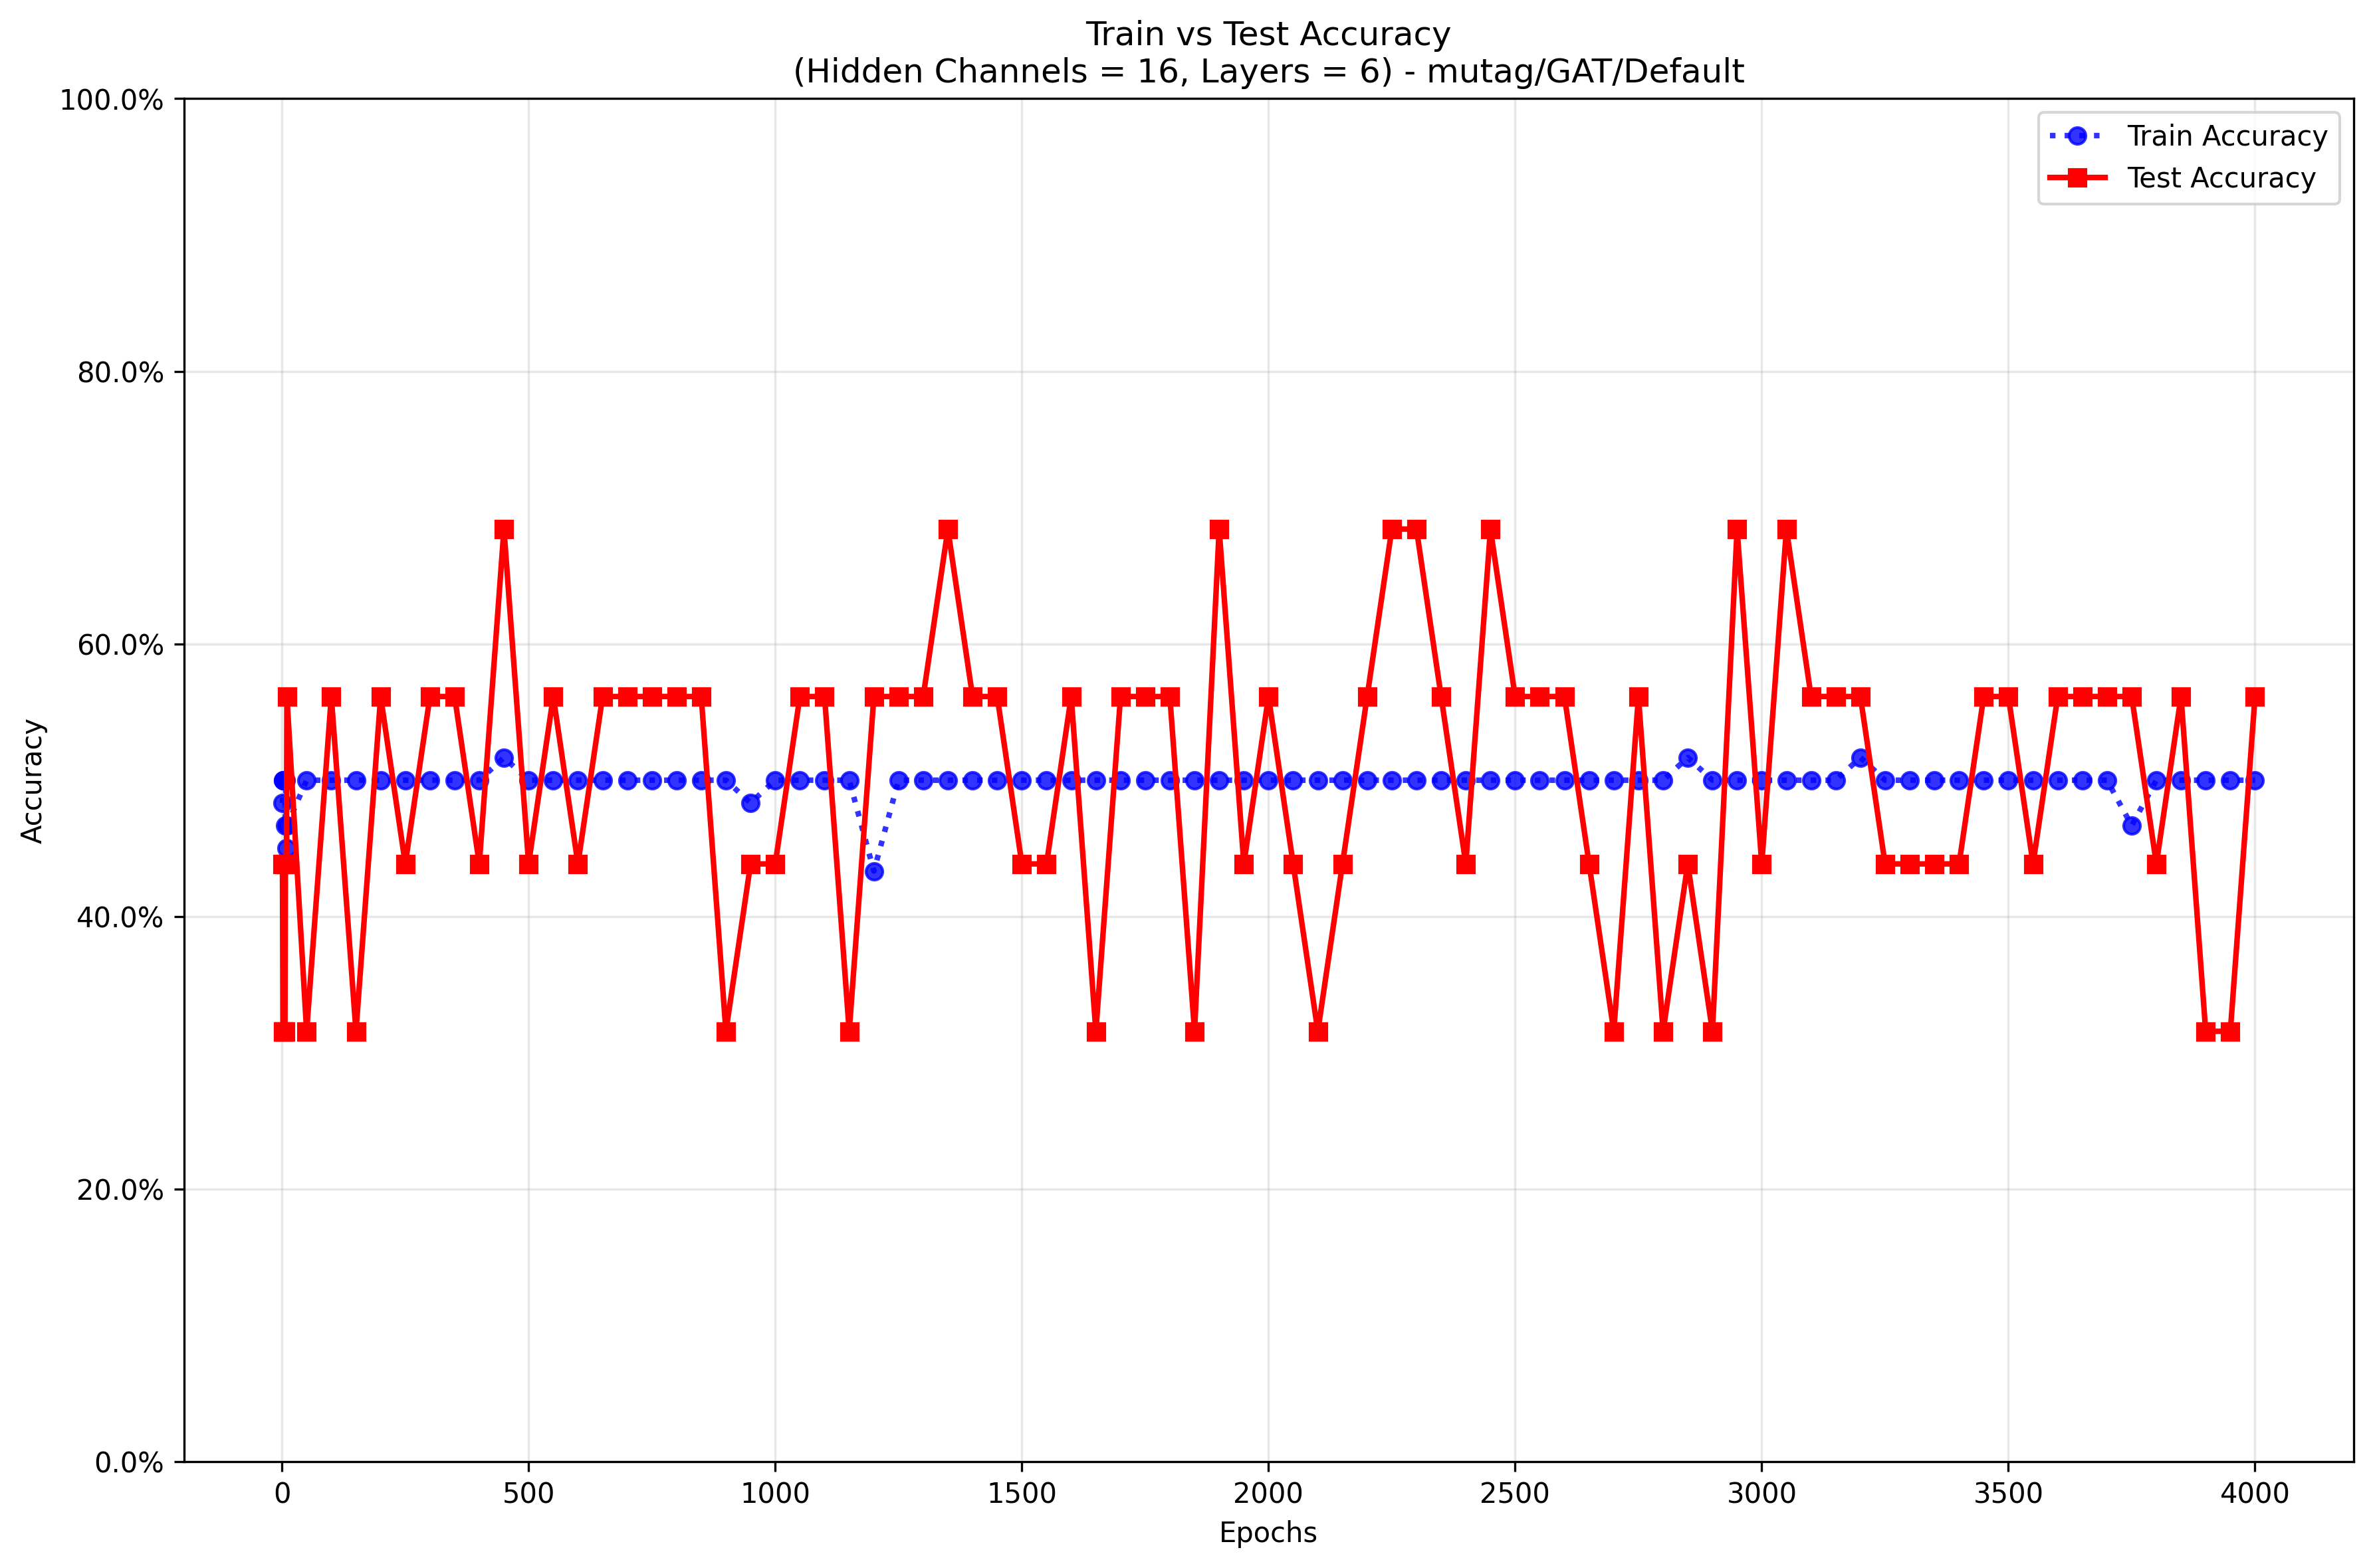 Train vs Test Accuracy
(Hidden Channels = 16, Layers = 6) - mutag/GAT/Default
Train Accuracy
Test Accuracy
Accuracy
100.0%
80.0%
60.0%
40.0%
20.0%
0.0%
0 500 1000 1500 2000 2500 3000 3500 4000
Epochs